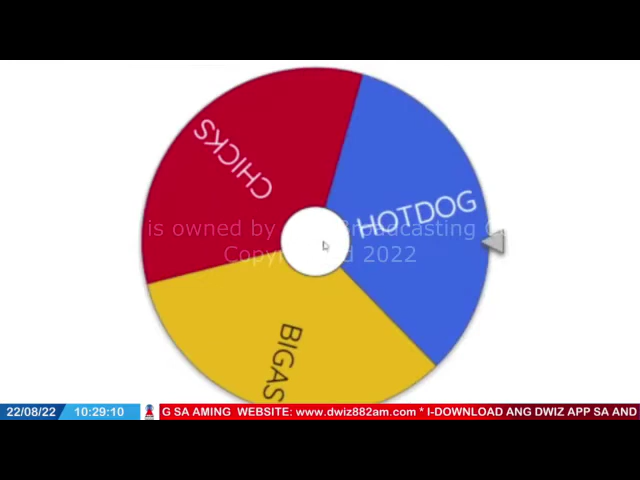 CHICKS
HOTDOG
is owned by Broadcasting
2022
BIGAS
22/08/22 10:29:10 G SA AMING WEBSITE: www.dwiz882am.com * I-DOWNLOAD ANG DWIZ APP SA AND